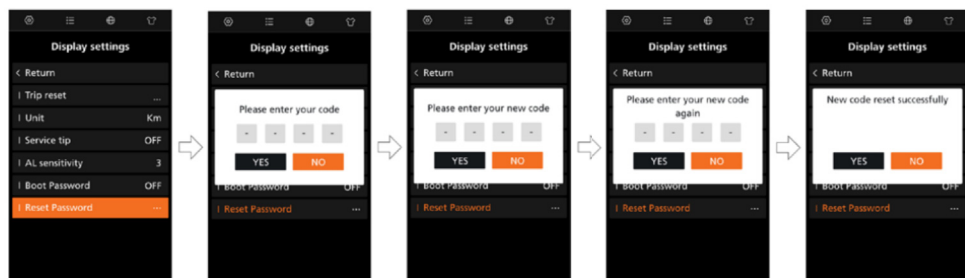 Display settings
< Return
I Trip reset ...
I Unit Km
I Service tip OFF
I AL sensitivity 3
I Boot Password OFF
I Reset Password ...
Display settings
< Return
Please enter your code
- - - -
YES NO
I Boot Password OFF
I Reset Password ...
Display settings
< Return
Please enter your new code
- - - -
YES NO
I Boot Password OFF
I Reset Password ...
Display settings
< Return
Please enter your new code
again
- - - -
YES NO
I Boot Password OFF
I Reset Password ...
Display settings
< Return
New code reset successfully
YES NO
I Boot Password OFF
I Reset Password ...